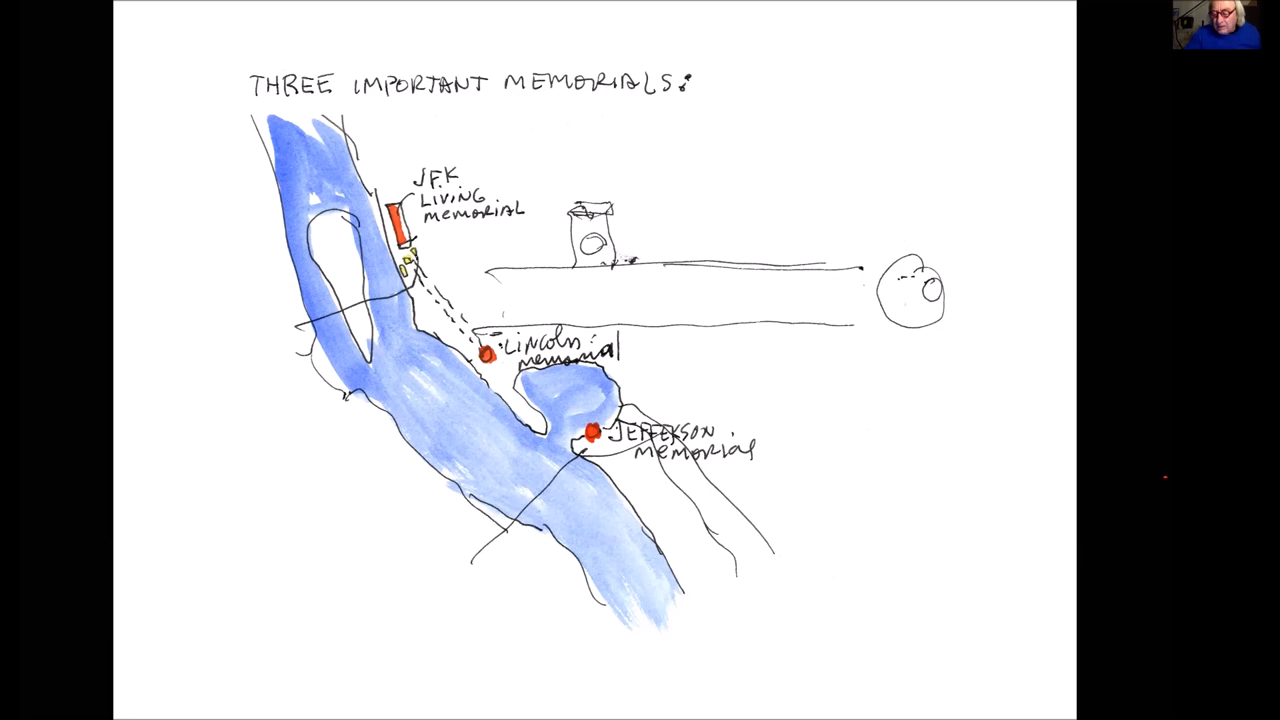 THREE IMPORTANT MEMORIALS:
JFK
LIVING
MEMORIAL
LINCOLN
MEMORIAL
JEFFERSON
MEMORIAL